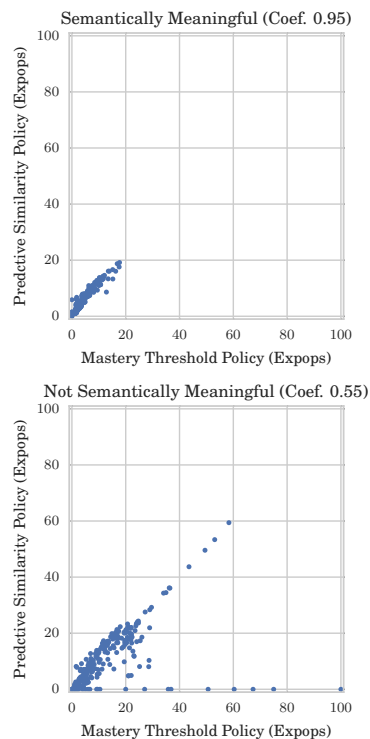 Semantically Meaningful (Coef. 0.95)
100
80
60
40
20
0
Predctive Similarity Policy (Expops)
0 20 40 60 80 100
Mastery Threshold Policy (Expops)
Not Semantically Meaningful (Coef. 0.55)
100
80
60
40
20
0
Predctive Similarity Policy (Expops)
0 20 40 60 80 100
Mastery Threshold Policy (Expops)